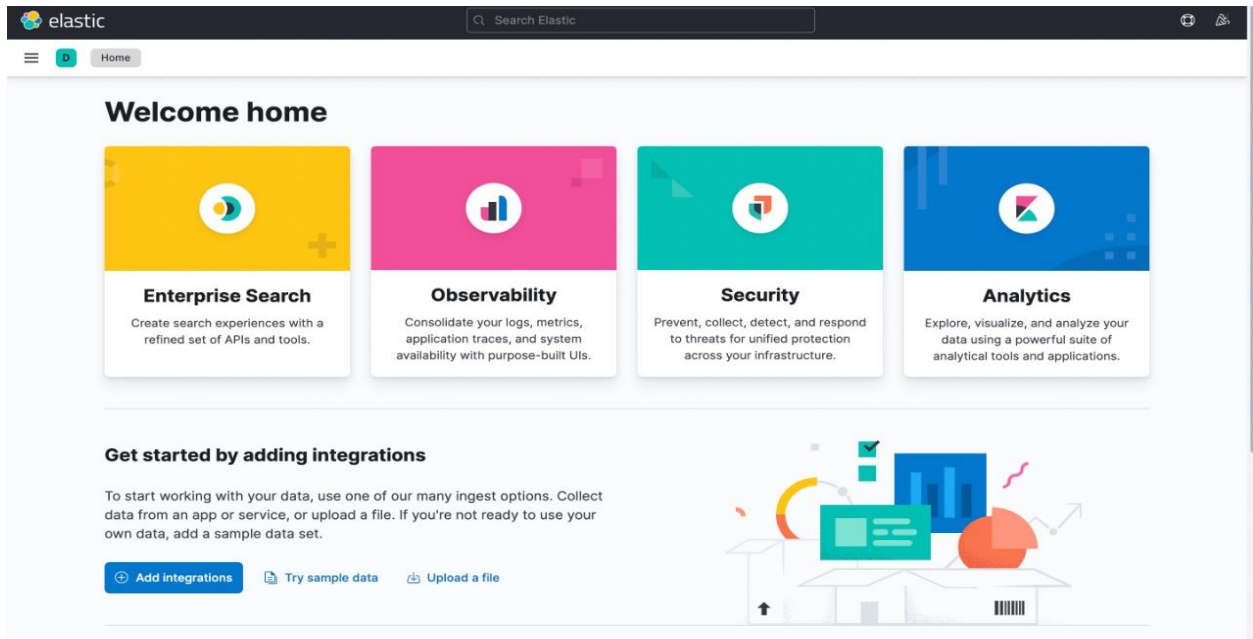 elastic
Search Elastic
D
Home
Welcome home
Enterprise Search
Create search experiences with a
refined set of APIs and tools.
Observability
Consolidate your logs, metrics,
application traces, and system
availability with purpose-built UIs.
Security
Prevent, collect, detect, and respond
to threats for unified protection
across your infrastructure.
Analytics
Explore, visualize, and analyze your
data using a powerful suite of
analytical tools and applications.
Get started by adding integrations
To start working with your data, use one of our many ingest options. Collect
data from an app or service, or upload a file. If you're not ready to use your
own data, add a sample data set.
Add integrations
Try sample data
Upload a file